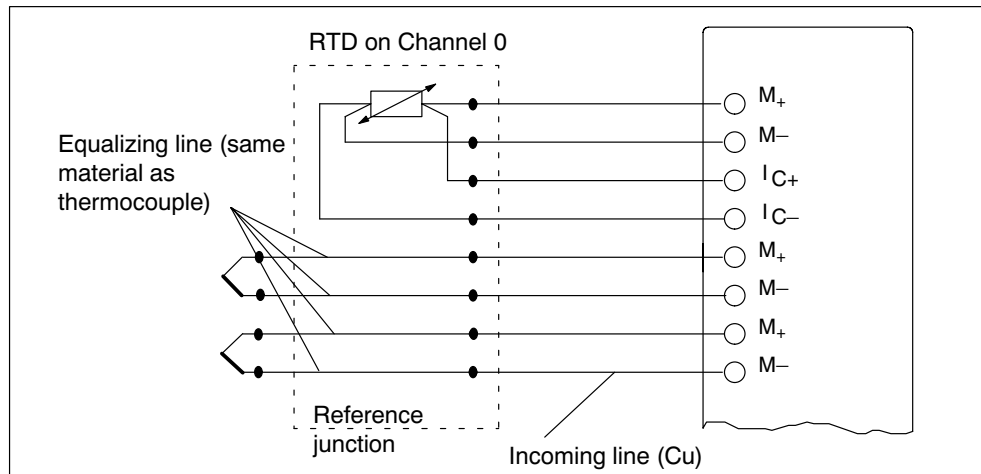 RTD on Channel 0
Equalizing line (same
material as
thermocouple)
M+
M–
IC+
IC–
M+
M–
M+
M–
Reference
junction
Incoming line (Cu)